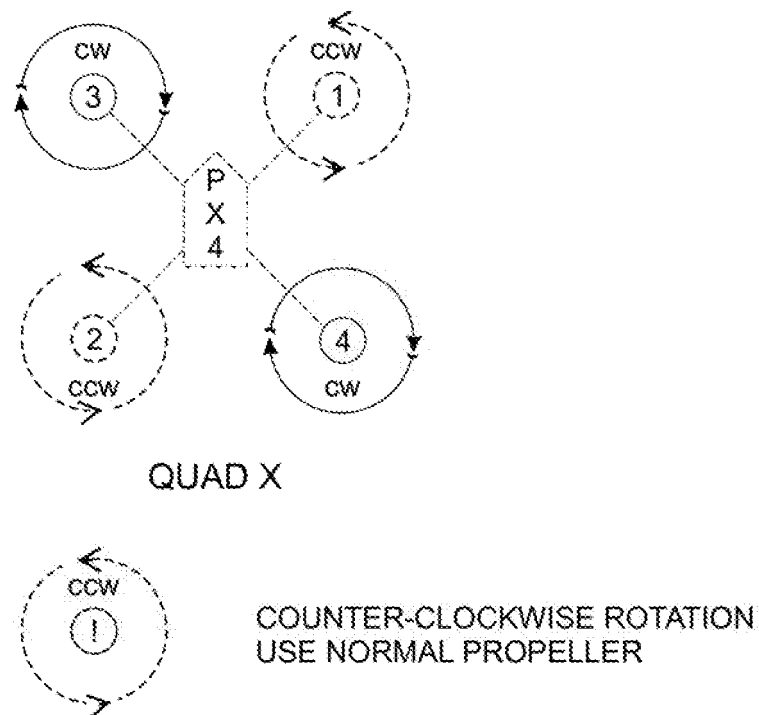 CW
3
CCW
1
P
X
4
2
CCW
4
CW
QUAD X
CCW
!
COUNTER-CLOCKWISE ROTATION
USE NORMAL PROPELLER